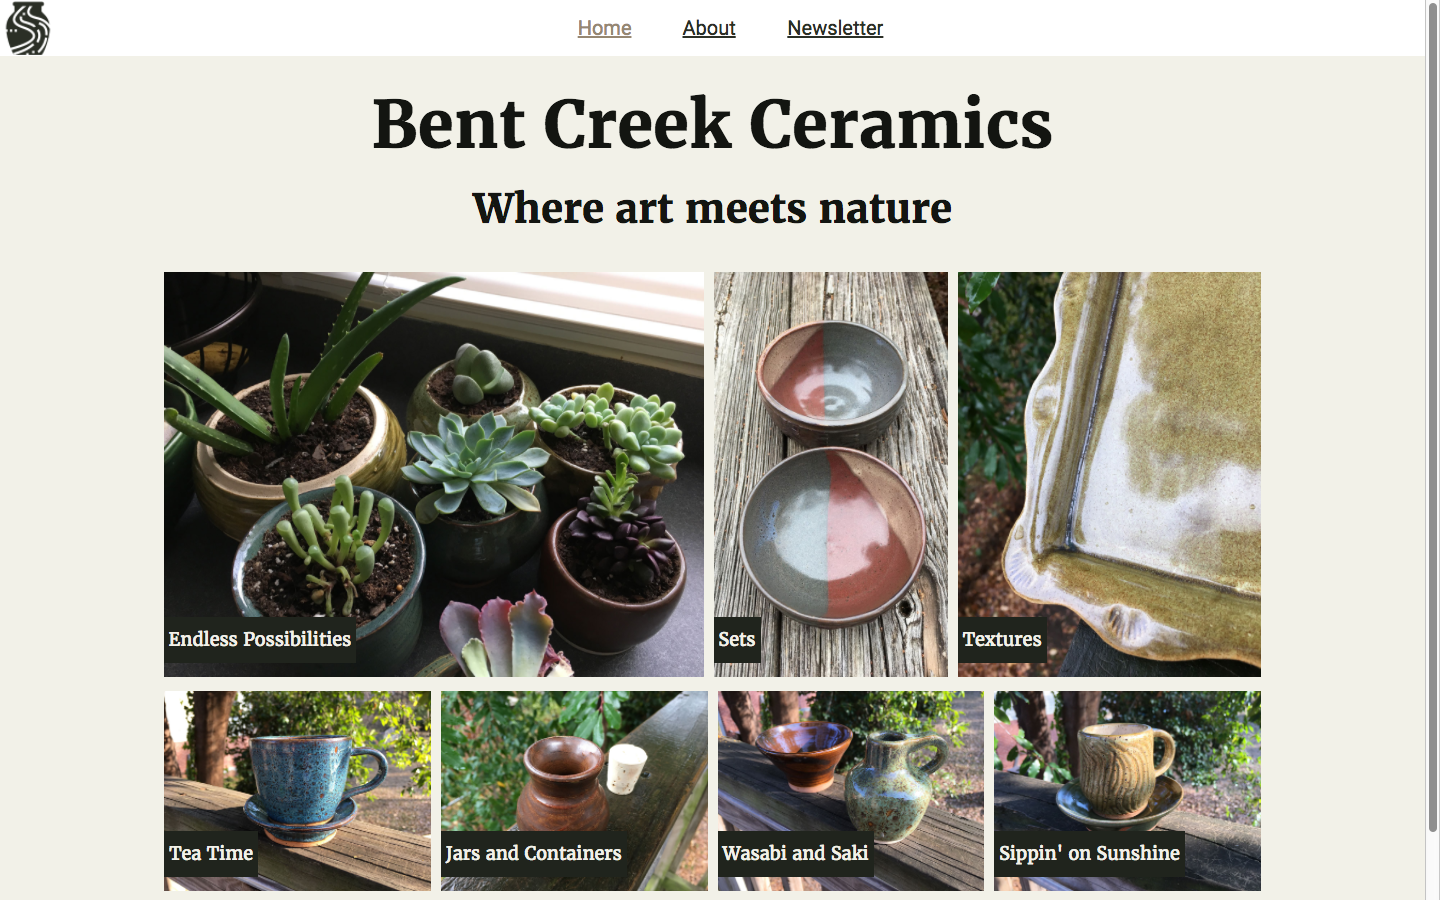 Home About Newsletter
Bent Creek Ceramics
Where art meets nature
Endless Possibilities
Sets
Textures
Tea Time
Jars and Containers
Wasabi and Saki
Sippin' on Sunshine